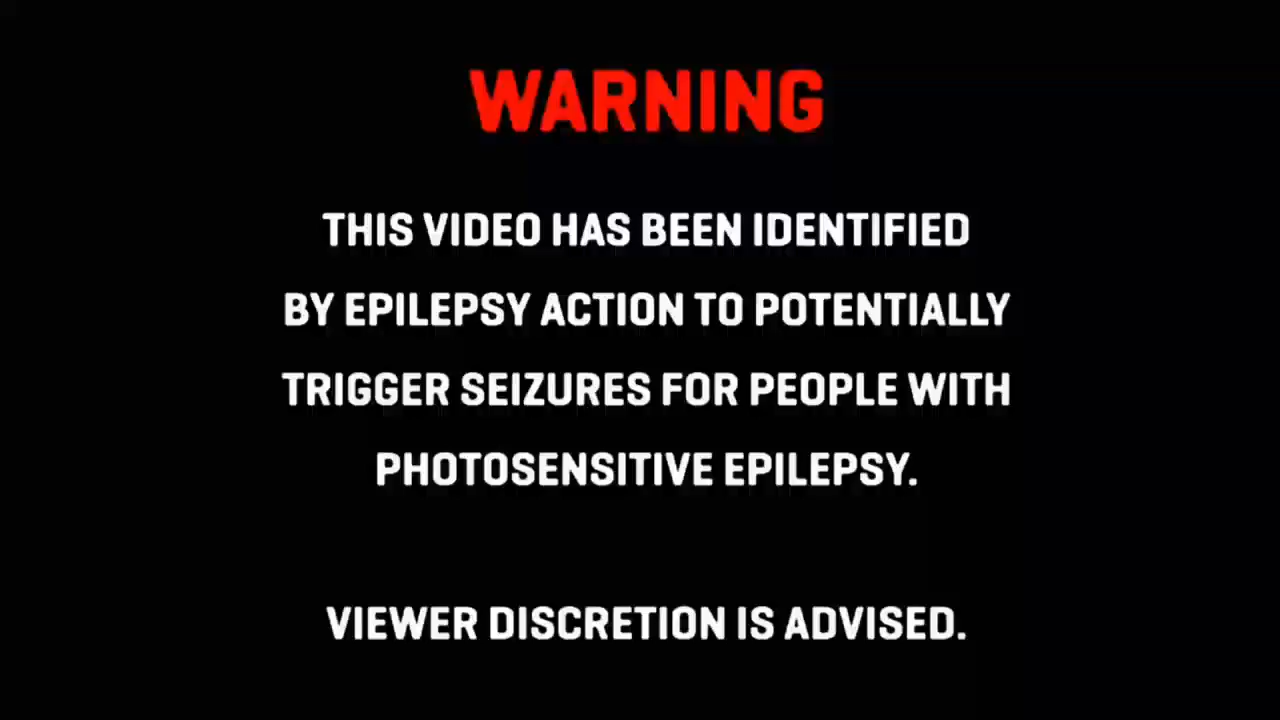 WARNING
THIS VIDEO HAS BEEN IDENTIFIED
BY EPILEPSY ACTION TO POTENTIALLY
TRIGGER SEIZURES FOR PEOPLE WITH
PHOTOSENSITIVE EPILEPSY.
VIEWER DISCRETION IS ADVISED.